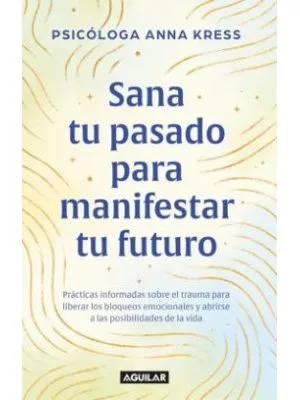 PSICÓLOGA ANNA KRESS
Sana
tu pasado
para
manifestar
tu futuro
Prácticas informadas sobre el trauma para
liberar los bloqueos emocionales y abrirse
a las posibilidades de la vida
AGUILAR